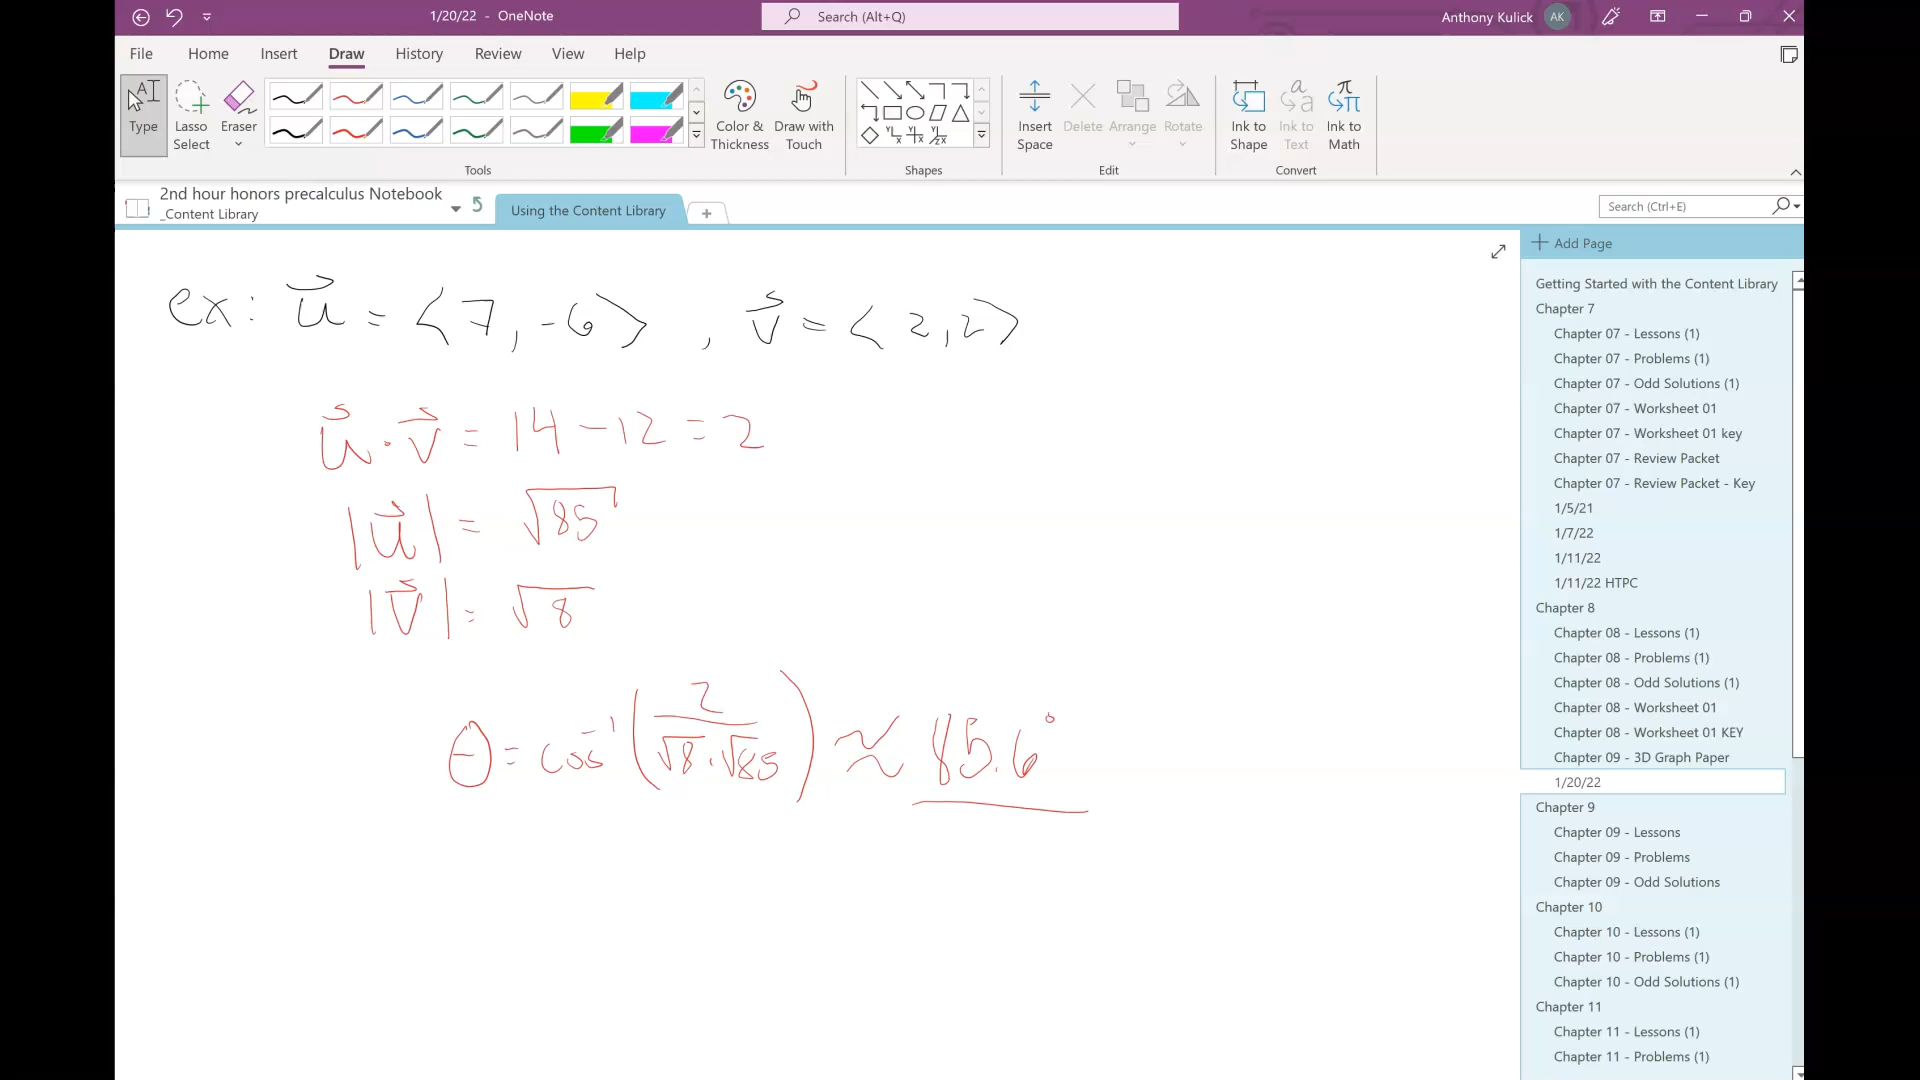 1/20/22 - OneNote
Search (Alt+Q)
Anthony Kulick AK
File Home Insert Draw History Review View Help
Type
Lasso Select
Eraser
Color & Thickness
Draw with Touch
Insert Space
Delete
Arrange
Rotate
Ink to Shape
Ink to Text
Ink to Math
Tools Shapes Edit Convert
2nd hour honors precalculus Notebook
_Content Library
Using the Content Library
Search (Ctrl+E)
ex: u⃗ = ⟨7, -6⟩ , v⃗ = ⟨2, 2⟩
u⃗ · v⃗ = 14 - 12 = 2
|u⃗| = √85
|v⃗| = √8
θ = cos⁻¹(2/(√8 · √85)) ≈ 85.6°
Add Page
Getting Started with the Content Library
Chapter 7
Chapter 07 - Lessons (1)
Chapter 07 - Problems (1)
Chapter 07 - Odd Solutions (1)
Chapter 07 - Worksheet 01
Chapter 07 - Worksheet 01 key
Chapter 07 - Review Packet
Chapter 07 - Review Packet - Key
1/5/21
1/7/22
1/11/22
1/11/22 HTPC
Chapter 8
Chapter 08 - Lessons (1)
Chapter 08 - Problems (1)
Chapter 08 - Odd Solutions (1)
Chapter 08 - Worksheet 01
Chapter 08 - Worksheet 01 KEY
Chapter 09 - 3D Graph Paper
1/20/22
Chapter 9
Chapter 09 - Lessons
Chapter 09 - Problems
Chapter 09 - Odd Solutions
Chapter 10
Chapter 10 - Lessons (1)
Chapter 10 - Problems (1)
Chapter 10 - Odd Solutions (1)
Chapter 11
Chapter 11 - Lessons (1)
Chapter 11 - Problems (1)